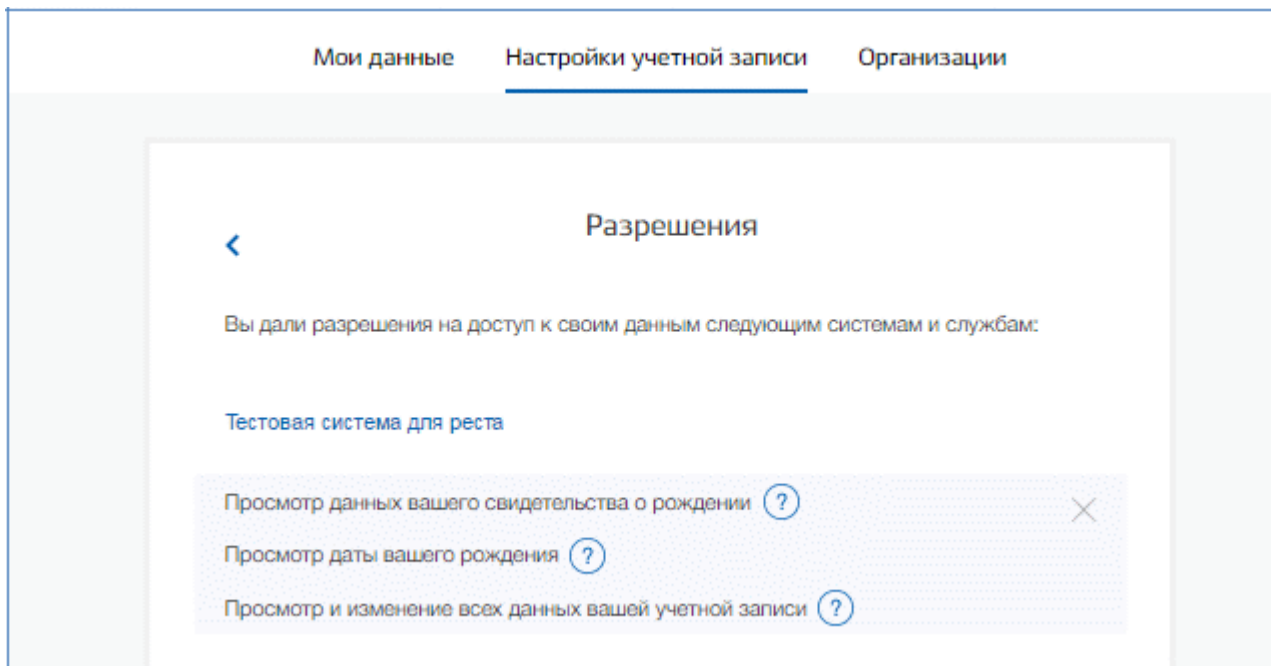 Мои данные Настройки учетной записи Организации
Разрешения
Вы дали разрешения на доступ к своим данным следующим системам и службам:
Тестовая система для реста
Просмотр данных вашего свидетельства о рождении ?
Просмотр даты вашего рождения ?
Просмотр и изменение всех данных вашей учетной записи ?